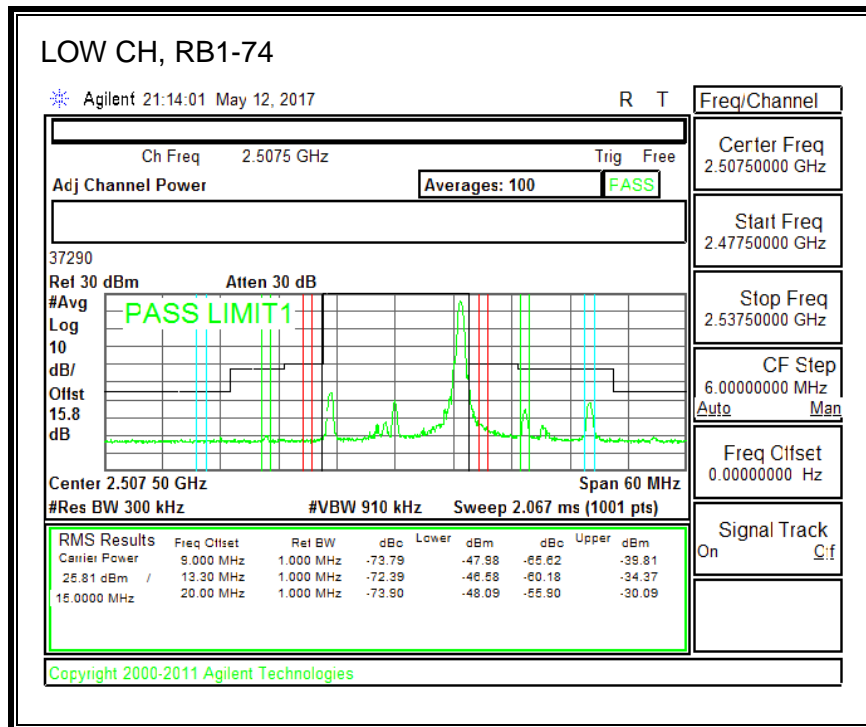 LOW CH, RB1-74
Agilent 21:14:01 May 12, 2017 R T
Freq/Channel
Ch Freq 2.5075 GHz Trig Free
Adj Channel Power Averages: 100 PASS
Center Freq
2.50750000 GHz
Start Freq
2.47750000 GHz
Stop Freq
2.53750000 GHz
CF Step
6.00000000 MHz
Auto Man
Freq Offset
0.00000000 Hz
Signal Track
On Off
37290
Ref 30 dBm Atten 30 dB
#Avg
Log
10
dB/
Offst
15.8
dB
PASS LIMIT1
Center 2.507 50 GHz Span 60 MHz
#Res BW 300 kHz #VBW 910 kHz Sweep 2.067 ms (1001 pts)
RMS Results Freq Offset Ref BW dBc Lower dBm dBc Upper dBm
Carrier Power 9.000 MHz 1.000 MHz -73.79 -47.98 -65.62 -39.81
25.81 dBm / 13.30 MHz 1.000 MHz -72.39 -46.58 -60.18 -34.37
15.0000 MHz 20.00 MHz 1.000 MHz -73.90 -48.09 -55.90 -30.09
Copyright 2000-2011 Agilent Technologies